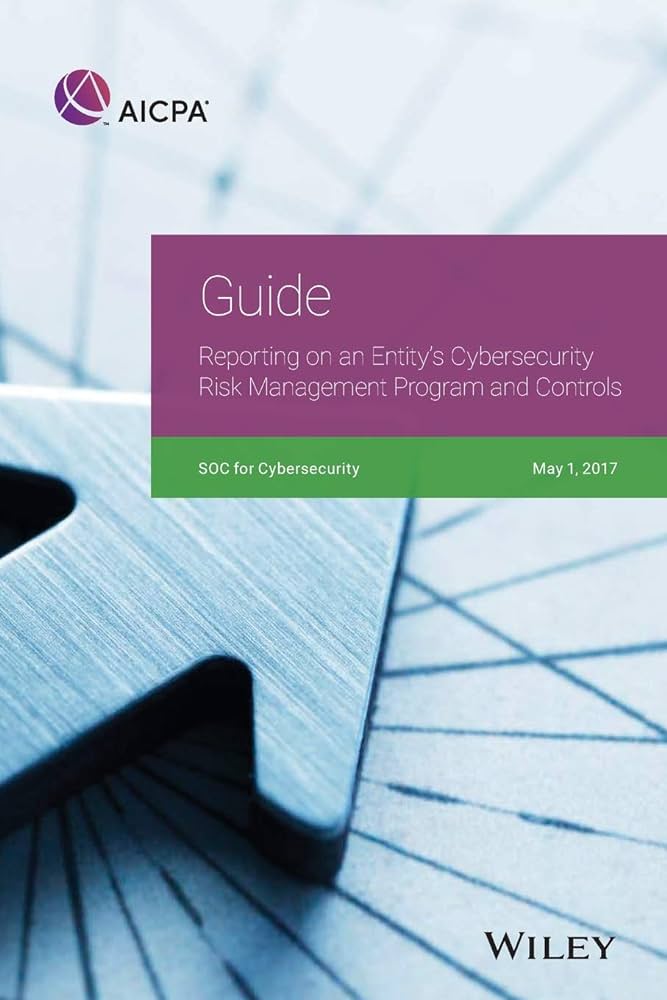 AICPA®
Guide
Reporting on an Entity's Cybersecurity
Risk Management Program and Controls
SOC for Cybersecurity May 1, 2017
WILEY